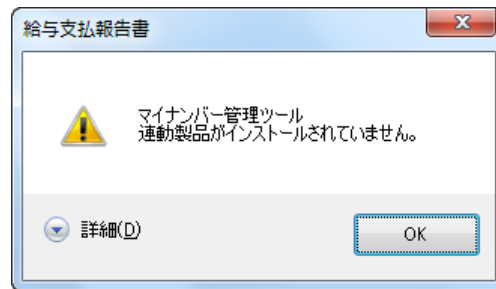 給与支払報告書
マイナンバー管理ツール
連動製品がインストールされていません。
詳細(D)
OK